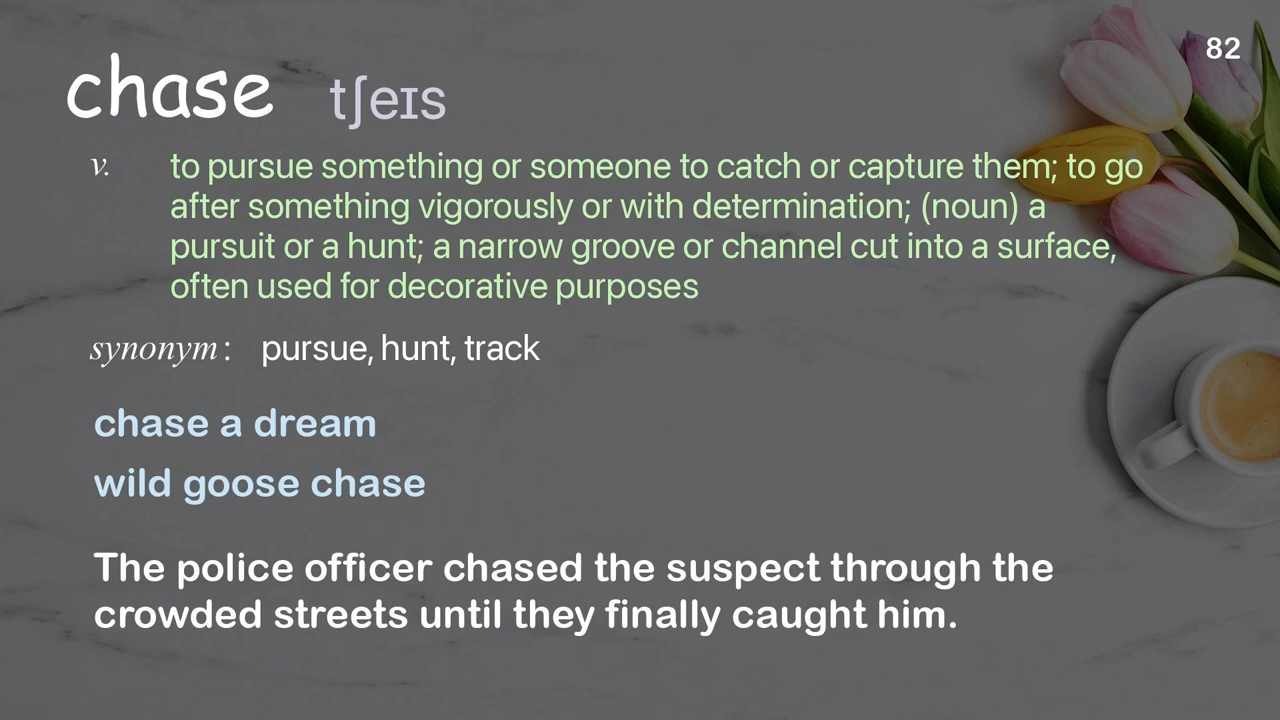 82
chase tʃeɪs
v. to pursue something or someone to catch or capture them; to go
after something vigorously or with determination; (noun) a
pursuit or a hunt; a narrow groove or channel cut into a surface,
often used for decorative purposes
synonym : pursue, hunt, track
chase a dream
wild goose chase
The police officer chased the suspect through the
crowded streets until they finally caught him.